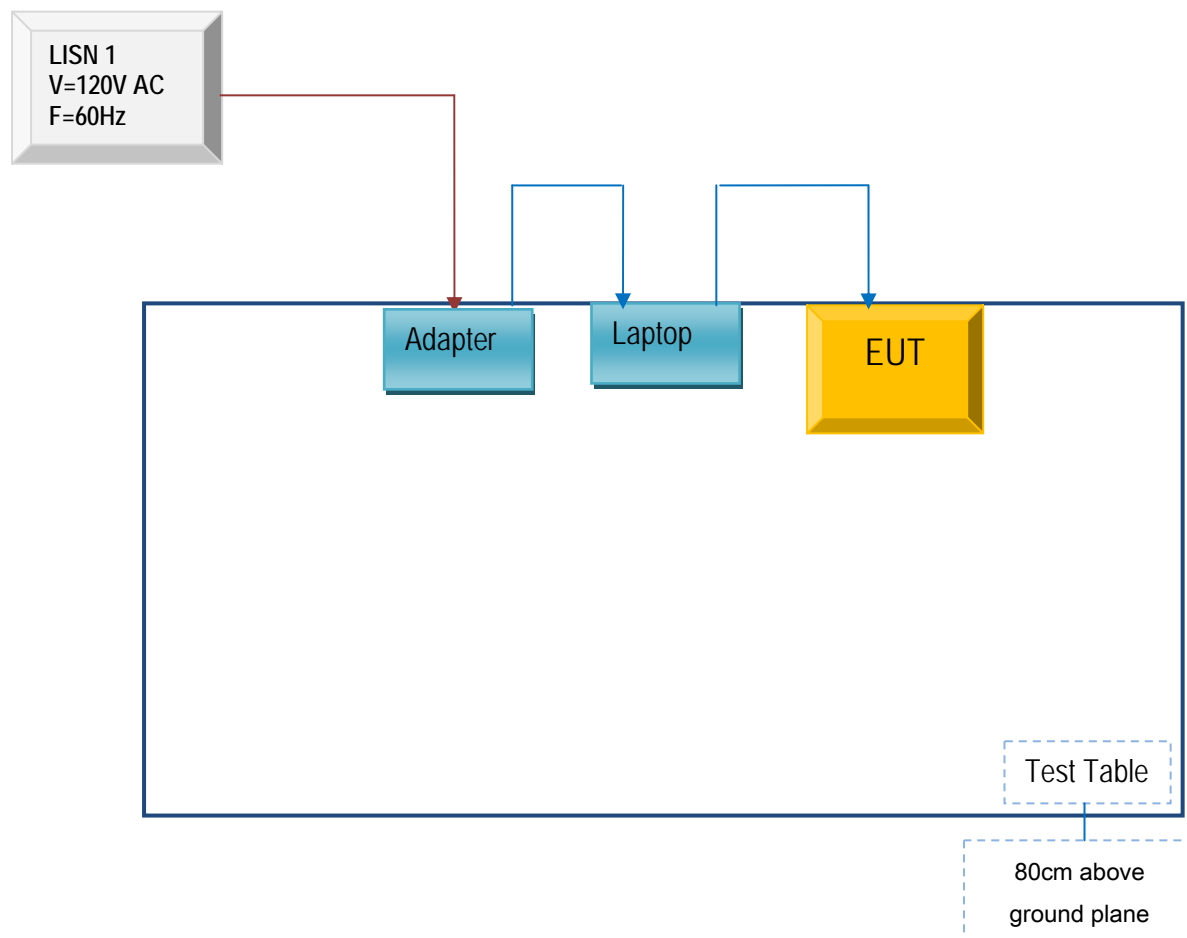 LISN 1
V=120V AC
F=60Hz
Adapter
Laptop
EUT
Test Table
80cm above
ground plane